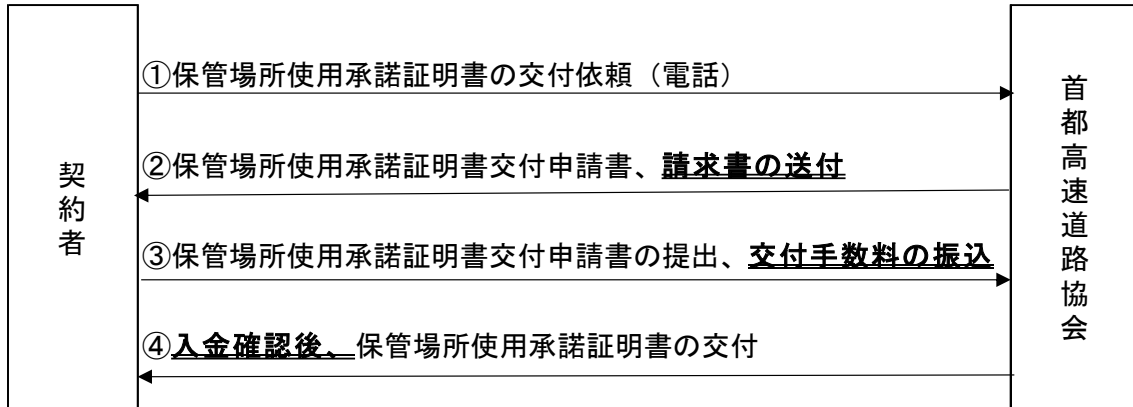 ①保管場所使用承諾証明書の交付依頼（電話）
②保管場所使用承諾証明書交付申請書、請求書の送付
③保管場所使用承諾証明書交付申請書の提出、交付手数料の振込
④入金確認後、保管場所使用承諾証明書の交付
契約者
首都高速道路協会